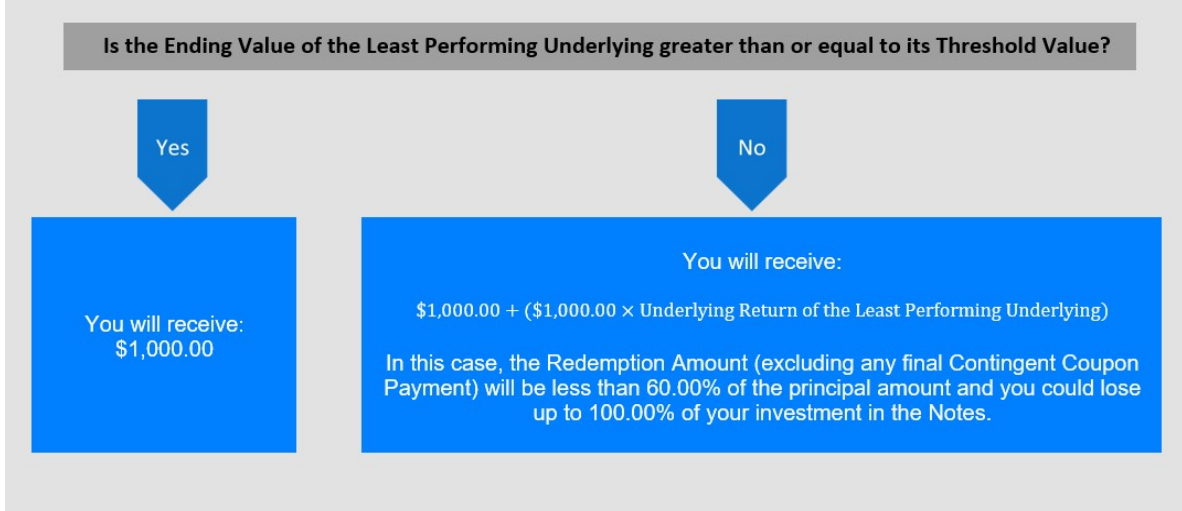 Is the Ending Value of the Least Performing Underlying greater than or equal to its Threshold Value?
Yes
No
You will receive:
$1,000.00
You will receive:
$1,000.00 + ($1,000.00 × Underlying Return of the Least Performing Underlying)
In this case, the Redemption Amount (excluding any final Contingent Coupon
Payment) will be less than 60.00% of the principal amount and you could lose
up to 100.00% of your investment in the Notes.